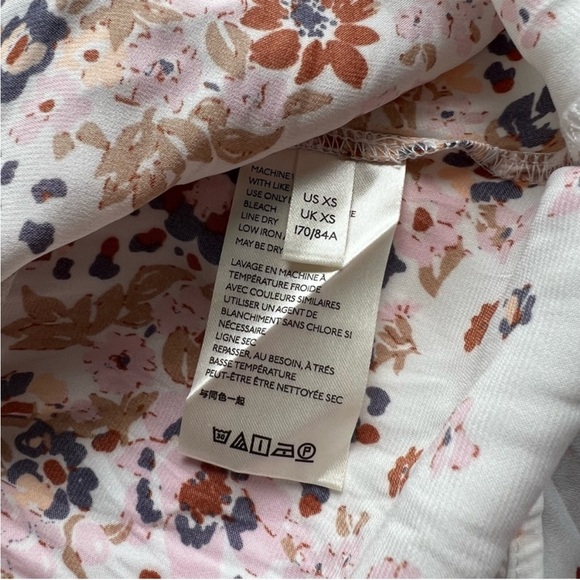 US XS
UK XS
170/84A
MACHINE
WITH LIKE
USE ONLY
BLEACH
LINE DRY
LOW IRON
MAY BE DRY
LAVAGE EN MACHINE À
TEMPÉRATURE FROIDE
AVEC COULEURS SIMILAIRES
UTILISER UN AGENT DE
BLANCHIMENT SANS CHLORE SI
NÉCESSAIRE
LIGNE SEC
REPASSER, AU BESOIN, À TRÈS
BASSE TEMPÉRATURE
PEUT-ÊTRE ÊTRE NETTOYÉE SEC
与同色一起
30
P